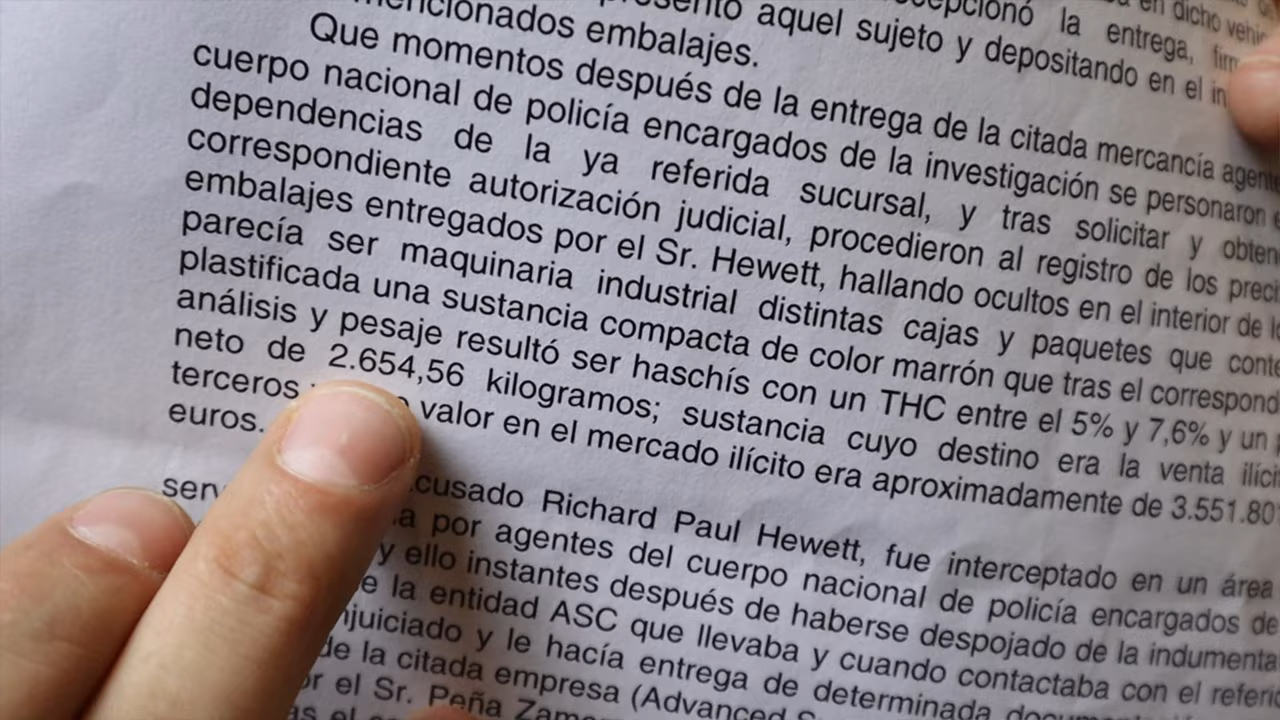 en dicho vehi
presentó aquel sujeto y depositando en el in
recepcionó la entrega, firm
mencionados embalajes.
Que momentos después de la entrega de la citada mercancía agente
cuerpo nacional de policía encargados de la investigación se personaron
dependencias de la ya referida sucursal, y tras solicitar y obten
correspondiente autorización judicial, procedieron al registro de los preci
embalajes entregados por el Sr. Hewett, hallando ocultos en el interior de l
parecía ser maquinaria industrial distintas cajas y paquetes que conte
plastificada una sustancia compacta de color marrón que tras el correspond
análisis y pesaje resultó ser haschís con un THC entre el 5% y 7,6% y un
neto de 2.654,56 kilogramos; sustancia cuyo destino era la venta ilíci
terceros valor en el mercado ilícito era aproximadamente de 3.551.80
euros.
cusado Richard Paul Hewett, fue interceptado en un área
serv a por agentes del cuerpo nacional de policía encargados de
y ello instantes después de haberse despojado de la indumenta
e la entidad ASC que llevaba y cuando contactaba con el referi
njuiciado y le hacía entrega de determinada
de la citada empresa (Advanced
or el Sr. Peña